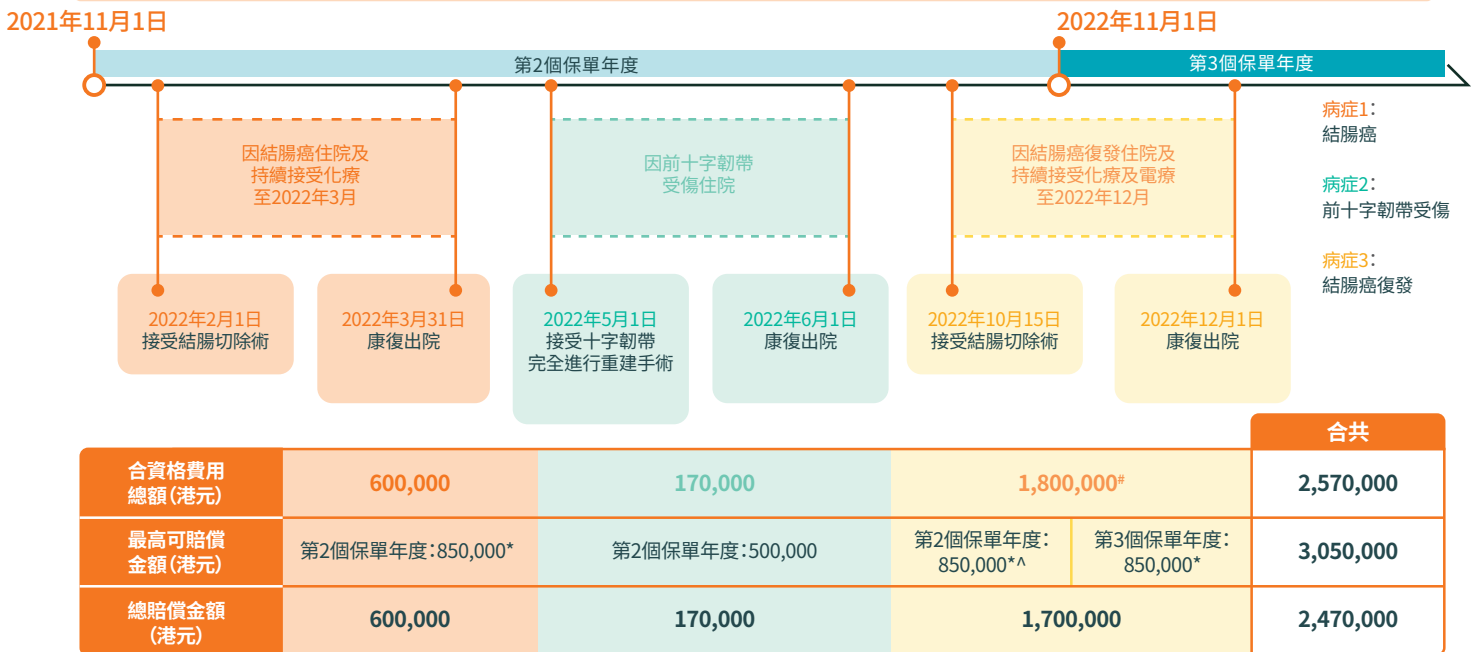 2021年11月1日
2022年11月1日
第2個保單年度
第3個保單年度
因結腸癌住院及
持續接受化療
至2022年3月
因前十字韌帶
受傷住院
因結腸癌復發住院及
持續接受化療及電療
至2022年12月
病症1：
結腸癌
病症2：
前十字韌帶受傷
病症3：
結腸癌復發
2022年2月1日
接受結腸切除術
2022年3月31日
康復出院
2022年5月1日
接受十字韌帶
完全進行重建手術
2022年6月1日
康復出院
2022年10月15日
接受結腸切除術
2022年12月1日
康復出院
合共
合資格費用
總額（港元）
600,000
170,000
1,800,000#
2,570,000
最高可賠償
金額（港元）
第2個保單年度：850,000*
第2個保單年度：500,000
第2個保單年度：
850,000*^
第3個保單年度：
850,000*
3,050,000
總賠償金額
（港元）
600,000
170,000
1,700,000
2,470,000